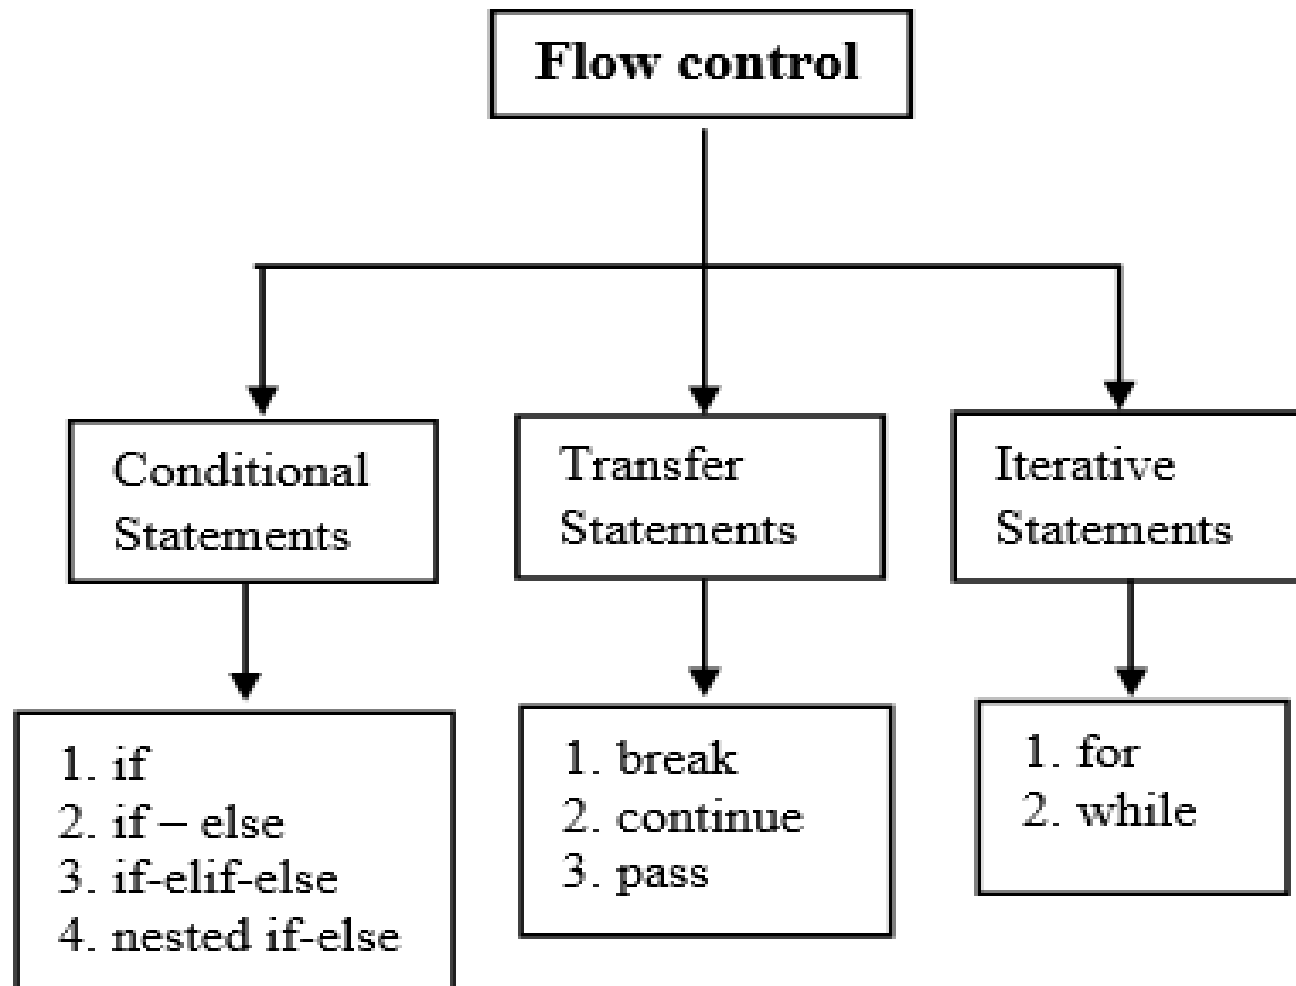 Flow control
Conditional
Statements
Transfer
Statements
Iterative
Statements
1. if
2. if – else
3. if-elif-else
4. nested if-else
1. break
2. continue
3. pass
1. for
2. while